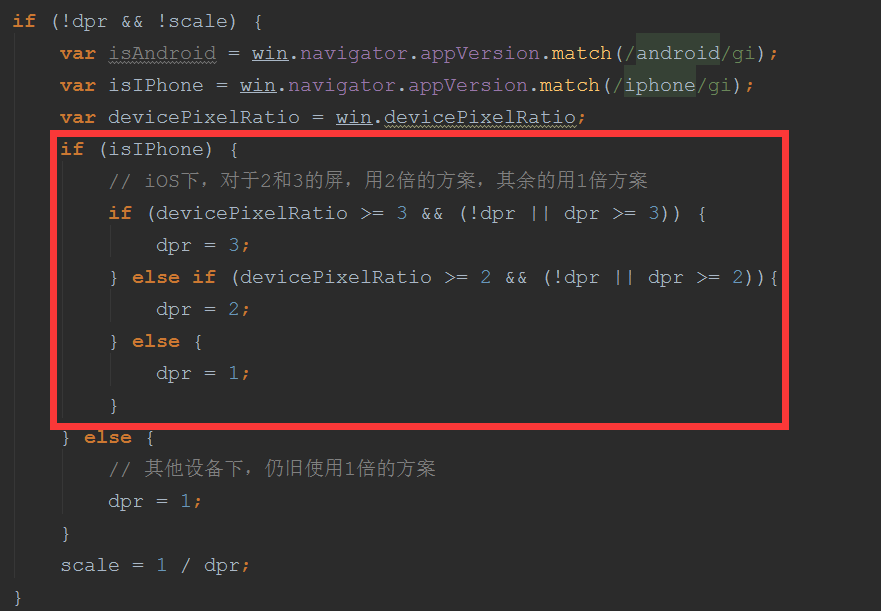 if (!dpr && !scale) {
var isAndroid = win.navigator.appVersion.match(/android/gi);
var isIPhone = win.navigator.appVersion.match(/iphone/gi);
var devicePixelRatio = win.devicePixelRatio;
if (isIPhone) {
// iOS下，对于2和3的屏，用2倍的方案，其余的用1倍方案
if (devicePixelRatio >= 3 && (!dpr || dpr >= 3)) {
dpr = 3;
} else if (devicePixelRatio >= 2 && (!dpr || dpr >= 2)){
dpr = 2;
} else {
dpr = 1;
}
} else {
// 其他设备下，仍旧使用1倍的方案
dpr = 1;
}
scale = 1 / dpr;
}